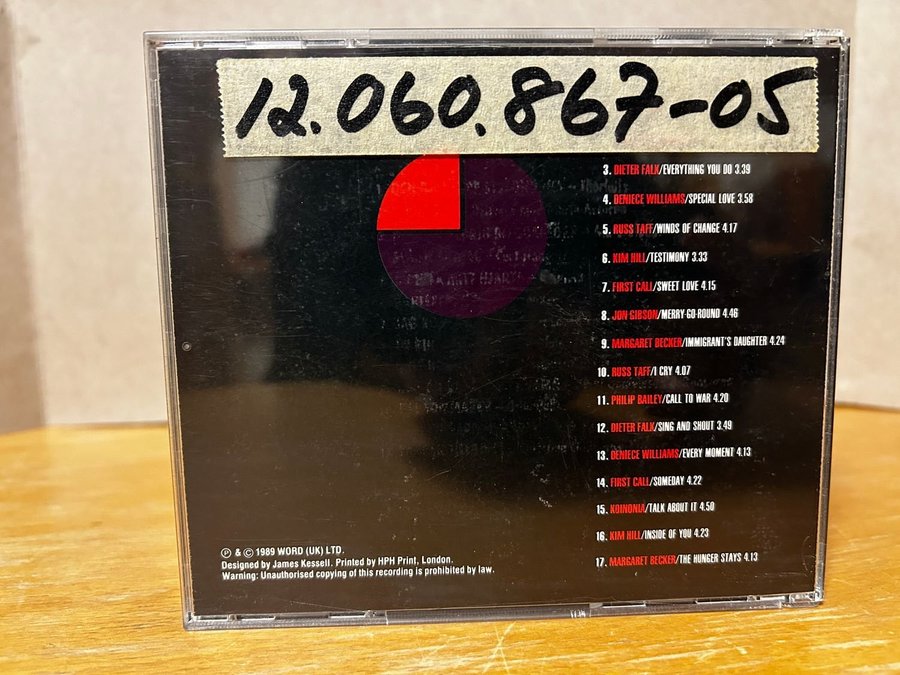 12.060.867-05
3. DIETER FALK/EVERYTHING YOU DO 3.39
4. DENIECE WILLIAMS/SPECIAL LOVE 3.58
5. RUSS TAFF/WINDS OF CHANGE 4.17
6. KIM HILL/TESTIMONY 3.33
7. FIRST CALL/SWEET LOVE 4.15
8. JON GIBSON/MERRY-GO-ROUND 4.46
9. MARGARET BECKER/IMMIGRANT'S DAUGHTER 4.24
10. RUSS TAFF/I CRY 4.07
11. PHILIP BAILEY/CALL TO WAR 4.20
12. DIETER FALK/SING AND SHOUT 3.49
13. DENIECE WILLIAMS/EVERY MOMENT 4.13
14. FIRST CALL/SOMEDAY 4.22
15. KOINONIA/TALK ABOUT IT 4.50
16. KIM HILL/INSIDE OF YOU 4.23
17. MARGARET BECKER/THE HUNGER STAYS 4.13
Ⓟ & © 1989 WORD (UK) LTD.
Designed by James Kessell. Printed by HPH Print, London.
Warning: Unauthorised copying of this recording is prohibited by law.